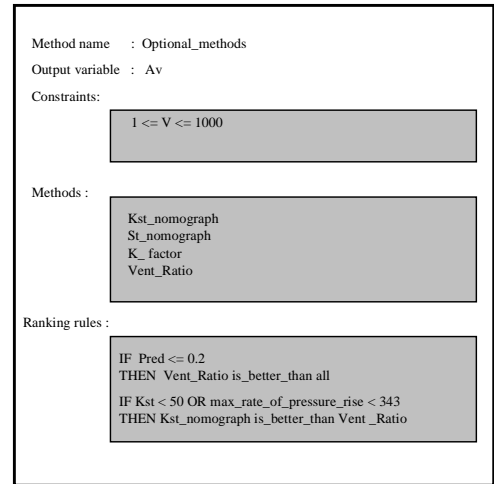 Method name : Optional_methods
Output variable : Av
Constraints:
1 <= V <= 1000
Methods :
Kst_nomograph
St_nomograph
K_ factor
Vent_Ratio
Ranking rules :
IF Pred <= 0.2
THEN Vent_Ratio is_better_than all
IF Kst < 50 OR max_rate_of_pressure_rise < 343
THEN Kst_nomograph is_better_than Vent _Ratio